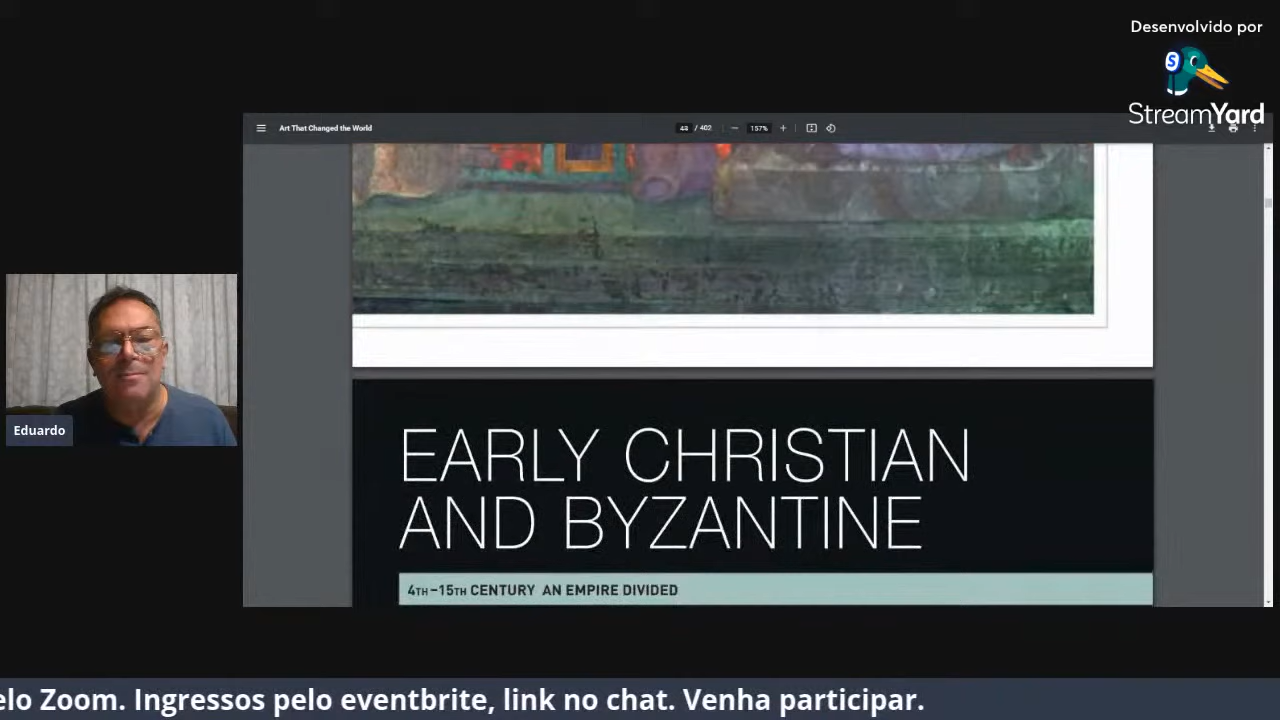 Desenvolvido por
StreamYard
Art That Changed the World
48 / 402
157%
Eduardo
EARLY CHRISTIAN
AND BYZANTINE
4TH–15TH CENTURY AN EMPIRE DIVIDED
elo Zoom. Ingressos pelo eventbrite, link no chat. Venha participar.